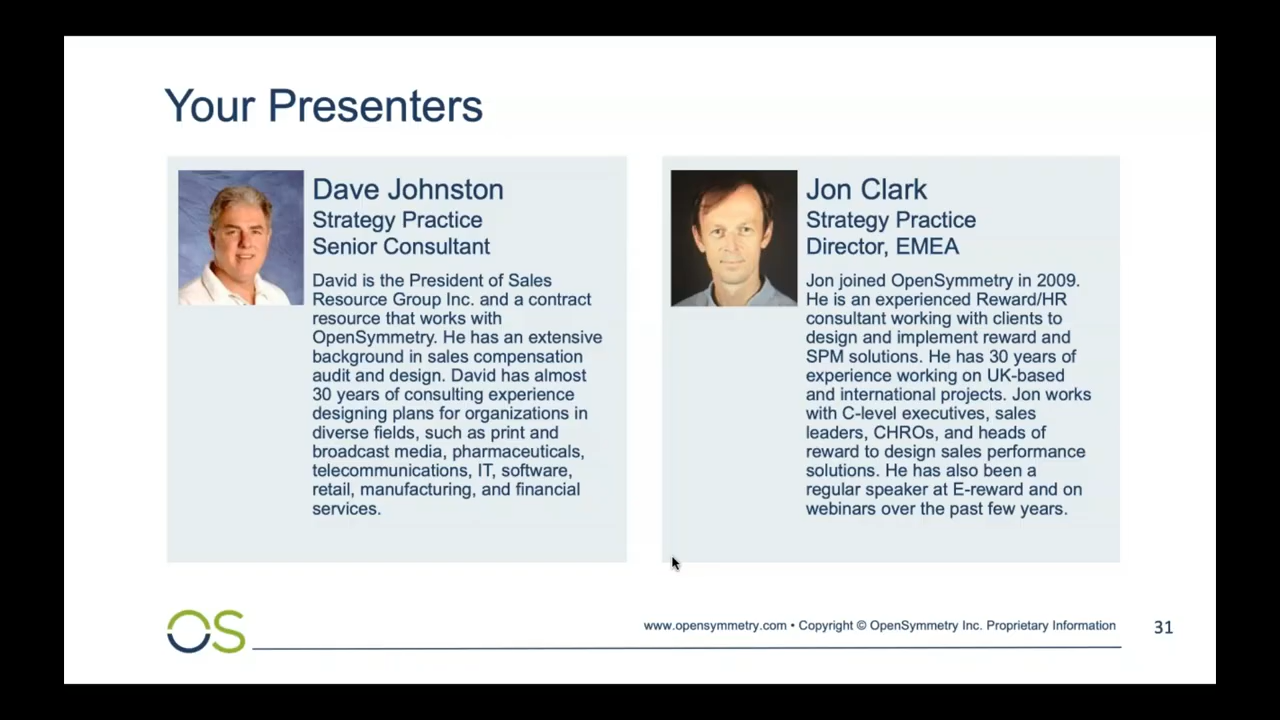 Your Presenters
Dave Johnston
Strategy Practice
Senior Consultant
David is the President of Sales
Resource Group Inc. and a contract
resource that works with
OpenSymmetry. He has an extensive
background in sales compensation
audit and design. David has almost
30 years of consulting experience
designing plans for organizations in
diverse fields, such as print and
broadcast media, pharmaceuticals,
telecommunications, IT, software,
retail, manufacturing, and financial
services.
Jon Clark
Strategy Practice
Director, EMEA
Jon joined OpenSymmetry in 2009.
He is an experienced Reward/HR
consultant working with clients to
design and implement reward and
SPM solutions. He has 30 years of
experience working on UK-based
and international projects. Jon works
with C-level executives, sales
leaders, CHROs, and heads of
reward to design sales performance
solutions. He has also been a
regular speaker at E-reward and on
webinars over the past few years.
OS
www.opensymmetry.com • Copyright © OpenSymmetry Inc. Proprietary Information
31